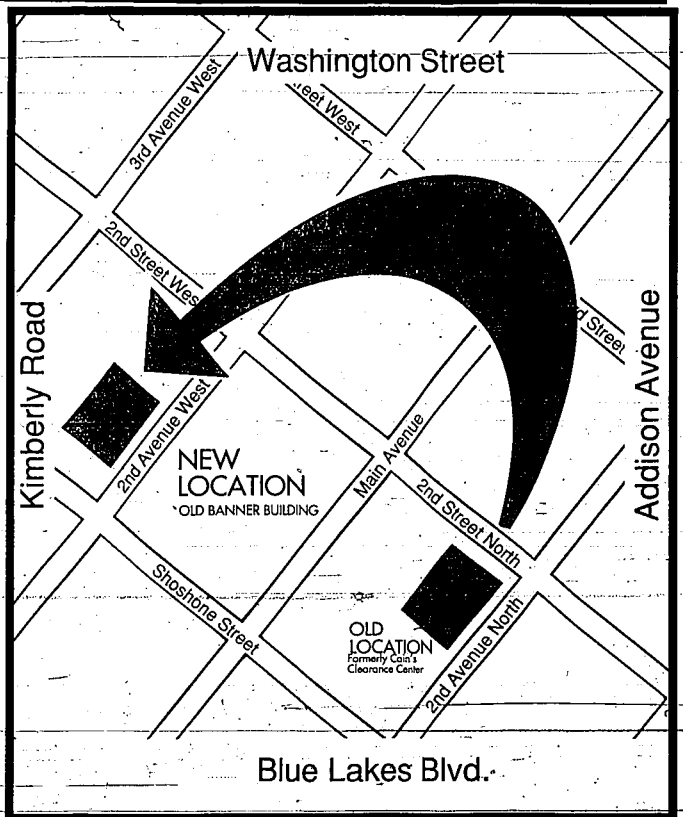 Washington Street
3rd Avenue West
West
2nd Street
Kimberly Road
Addison Avenue
2nd Avenue West
NEW
LOCATION
OLD BANNER BUILDING
Main Avenue
2nd Street North
Shoshone Street
OLD
LOCATION
Formerly Cain's
Clearance Center
2nd Avenue North
Blue Lakes Blvd.